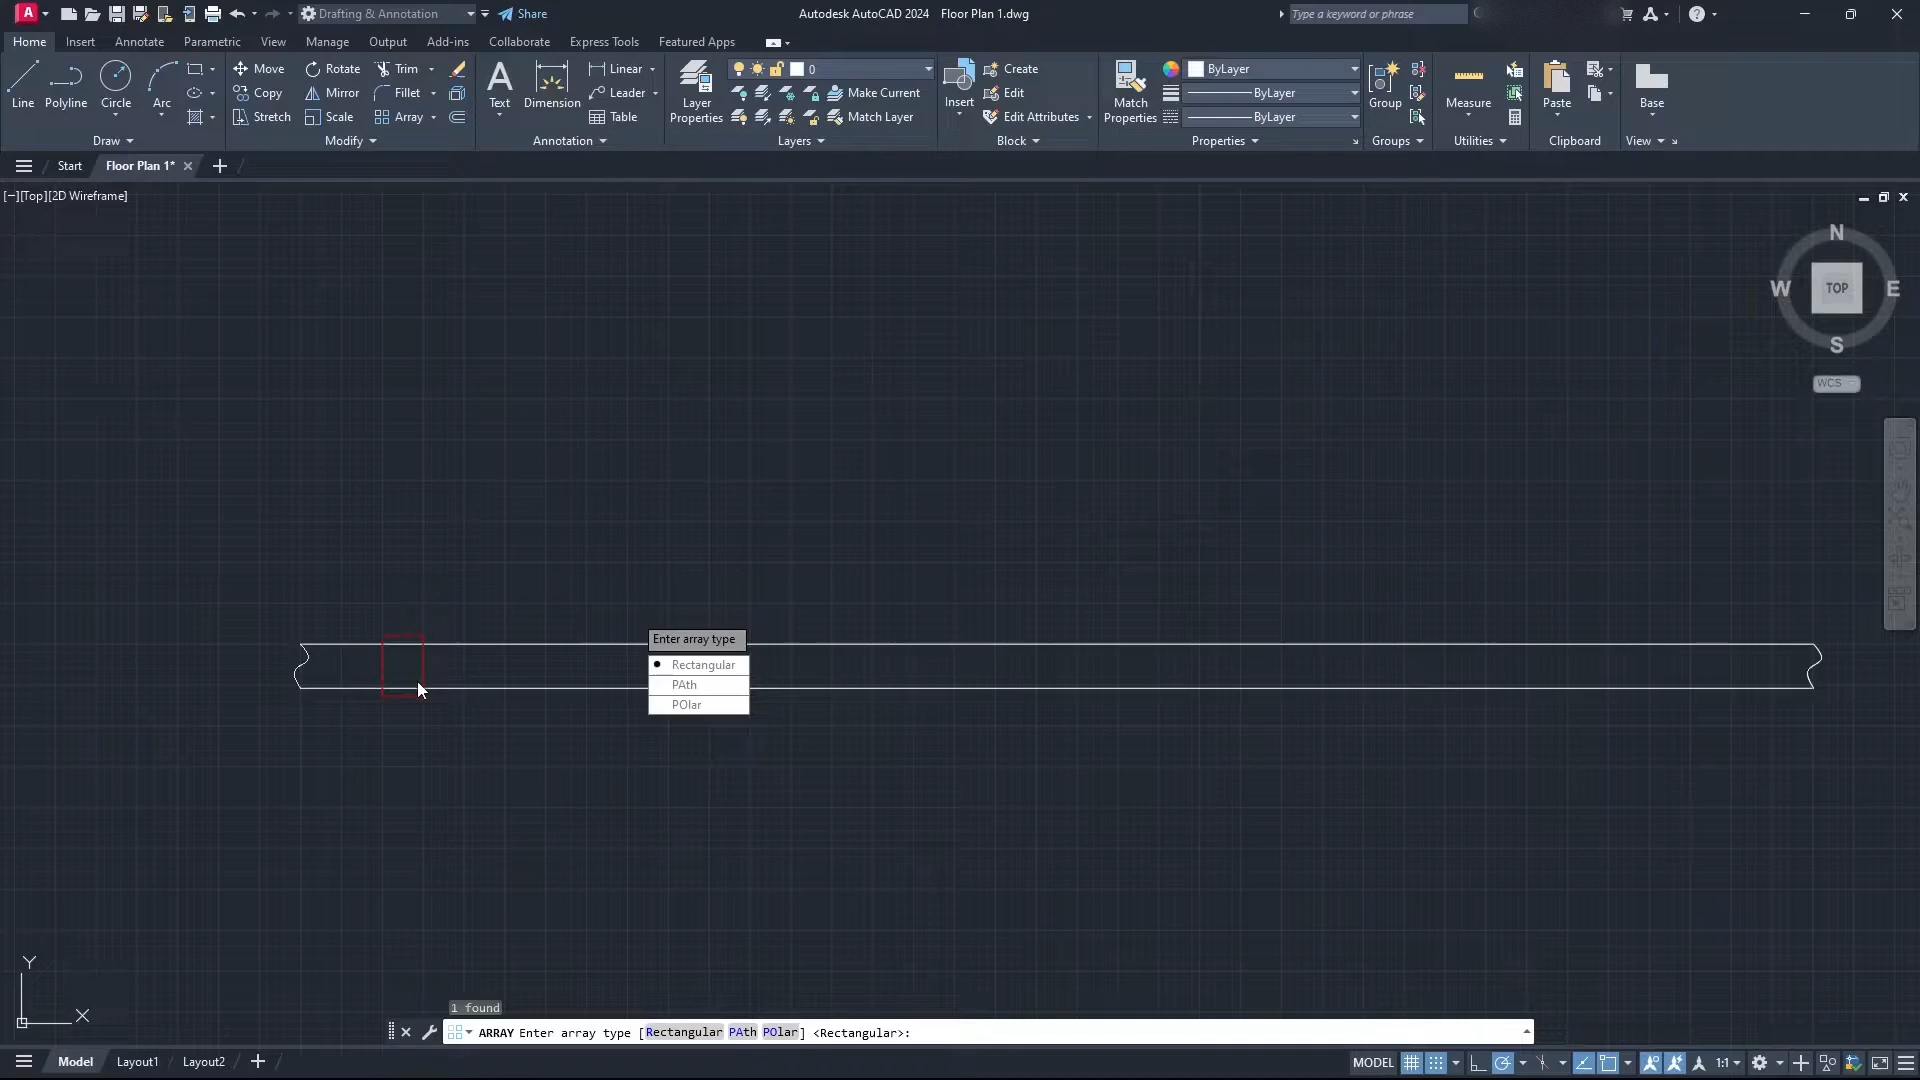 Drafting & Annotation Share Autodesk AutoCAD 2024 Floor Plan 1.dwg Type a keyword or phrase
Home Insert Annotate Parametric View Manage Output Add-ins Collaborate Express Tools Featured Apps
Line Polyline Circle Arc
Move Rotate Trim
Copy Mirror Fillet
Stretch Scale Array
Text Dimension
Linear
Leader
Table
Layer Properties
0
Make Current
Match Layer
Insert
Create
Edit
Edit Attributes
Match Properties
ByLayer
ByLayer
ByLayer
Group
Measure
Paste
Base
Draw Modify Annotation Layers Block Properties Groups Utilities Clipboard View
Start Floor Plan 1*
[−][Top][2D Wireframe]
N
W TOP E
S
WCS
Enter array type
Rectangular
PAth
POlar
Y
X
1 found
ARRAY Enter array type [Rectangular PAth POlar] <Rectangular>:
Model Layout1 Layout2
MODEL 1:1